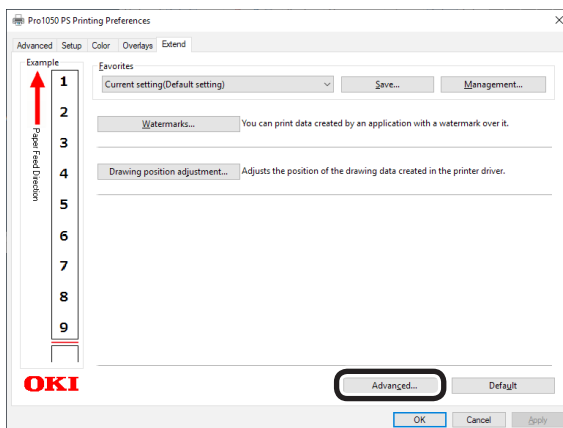 Pro1050 PS Printing Preferences
Advanced Setup Color Overlays Extend
Example
1
2
3
4
5
6
7
8
9
Paper Feed Direction
OKI
Favorites
Current setting(Default setting) Save... Management...
Watermarks... You can print data created by an application with a watermark over it.
Drawing position adjustment... Adjusts the position of the drawing data created in the printer driver.
Advanced... Default
OK Cancel Apply